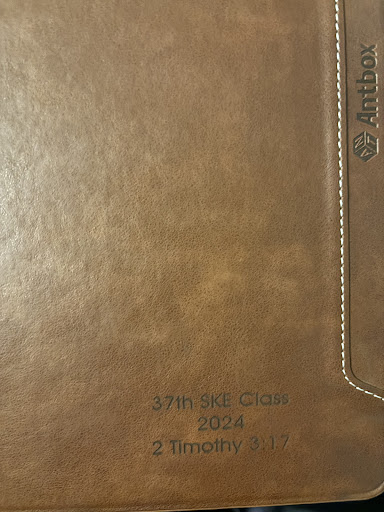 Antbox
37th SKE Class
2024
2 Timothy 3:17